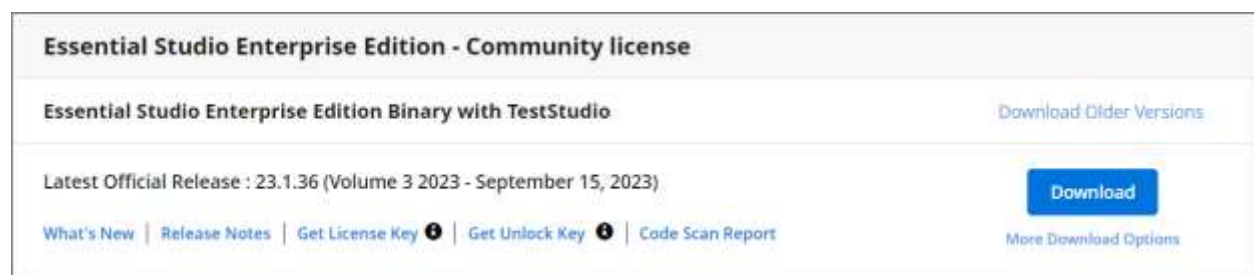 Essential Studio Enterprise Edition - Community license
Essential Studio Enterprise Edition Binary with TestStudio Download Older Versions
Latest Official Release : 23.1.36 (Volume 3 2023 - September 15, 2023)
Download
What's New | Release Notes | Get License Key | Get Unlock Key | Code Scan Report
More Download Options